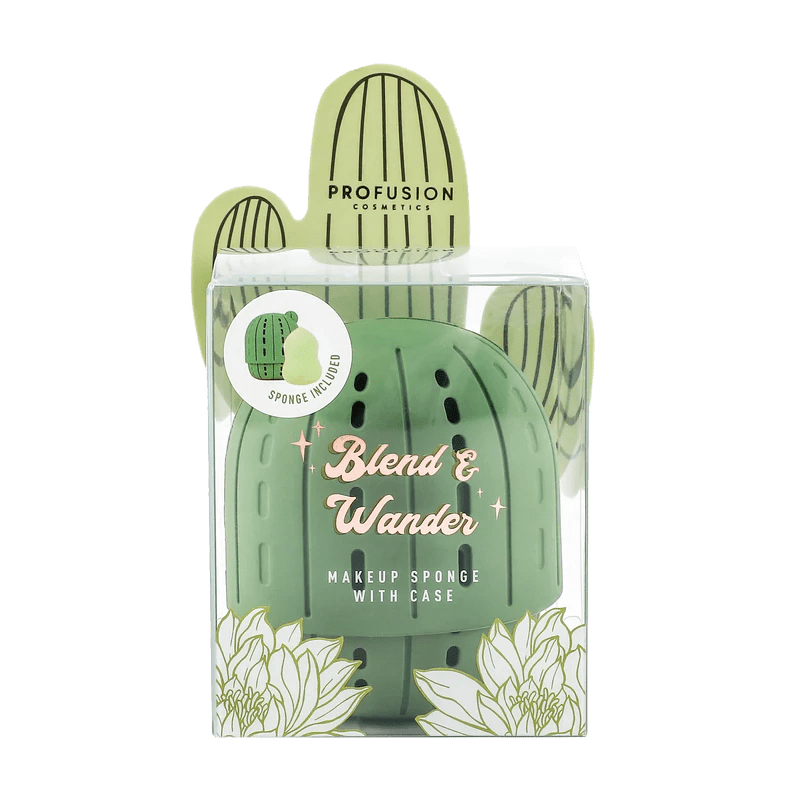 PROFUSION
COSMETICS
SPONGE INCLUDED
Blend &
Wander
MAKEUP SPONGE
WITH CASE